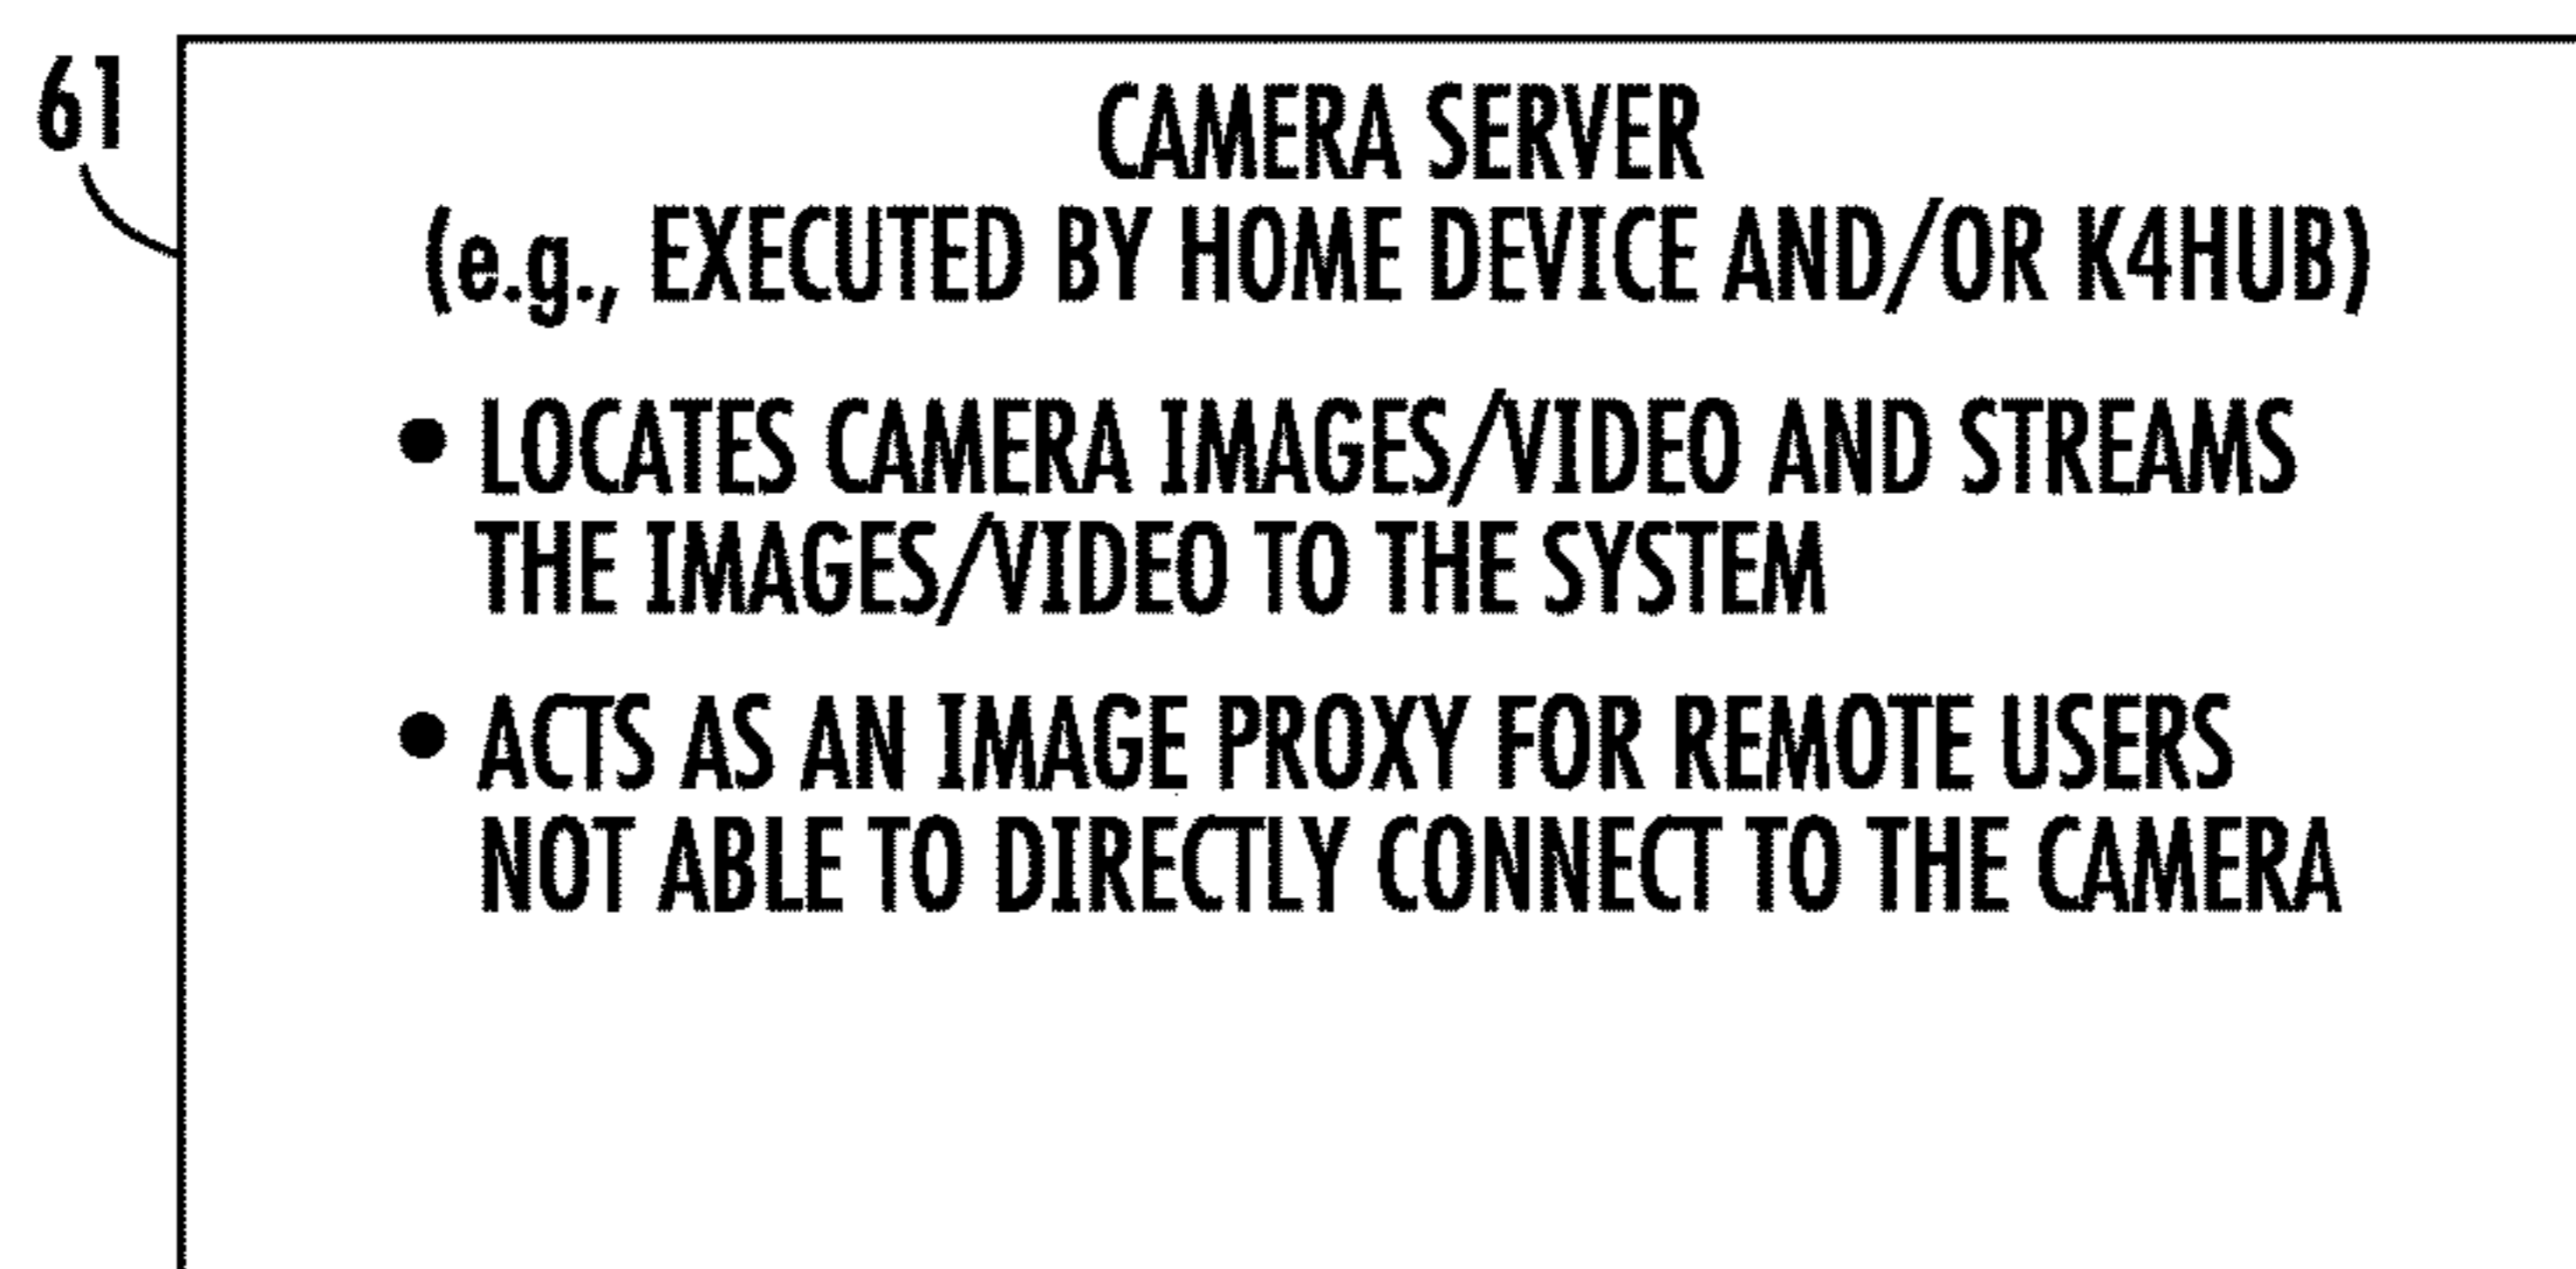 61
CAMERA SERVER
(e.g., EXECUTED BY HOME DEVICE AND/OR K4HUB)
• LOCATES CAMERA IMAGES/VIDEO AND STREAMS
THE IMAGES/VIDEO TO THE SYSTEM
• ACTS AS AN IMAGE PROXY FOR REMOTE USERS
NOT ABLE TO DIRECTLY CONNECT TO THE CAMERA